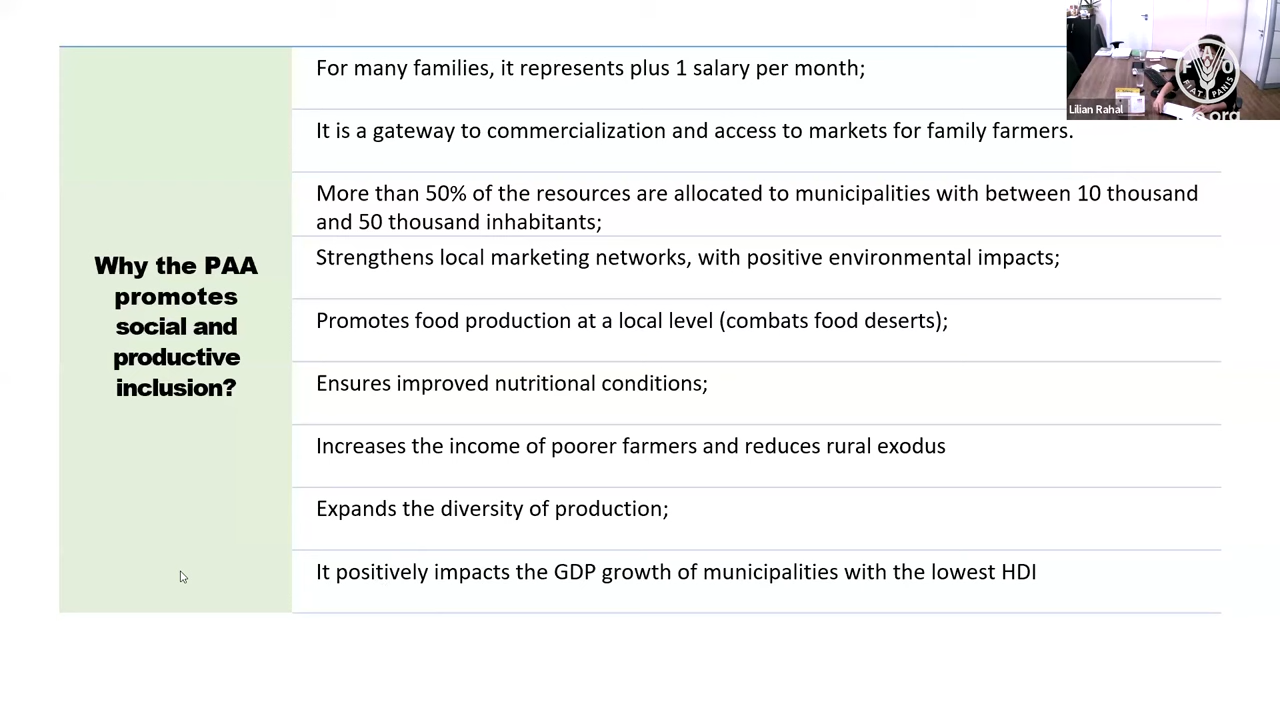 Why the PAA
promotes
social and
productive
inclusion?
For many families, it represents plus 1 salary per month;
It is a gateway to commercialization and access to markets for family farmers.
More than 50% of the resources are allocated to municipalities with between 10 thousand
and 50 thousand inhabitants;
Strengthens local marketing networks, with positive environmental impacts;
Promotes food production at a local level (combats food deserts);
Ensures improved nutritional conditions;
Increases the income of poorer farmers and reduces rural exodus
Expands the diversity of production;
It positively impacts the GDP growth of municipalities with the lowest HDI
Lilian Rahal
F A O
FIAT PANIS